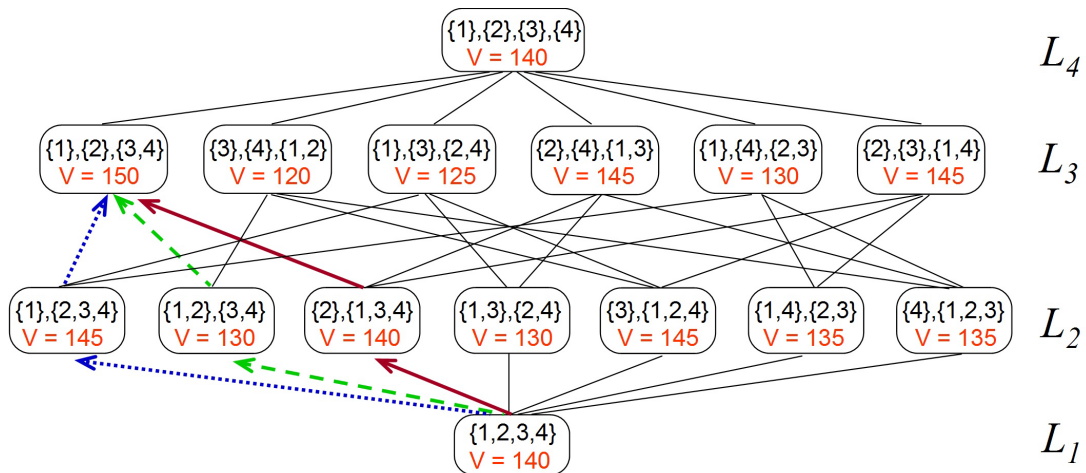 {1},{2},{3},{4}
V = 140
L4
{1},{2},{3,4}
V = 150
{3},{4},{1,2}
V = 120
{1},{3},{2,4}
V = 125
{2},{4},{1,3}
V = 145
{1},{4},{2,3}
V = 130
{2},{3},{1,4}
V = 145
L3
{1},{2,3,4}
V = 145
{1,2},{3,4}
V = 130
{2},{1,3,4}
V = 140
{1,3},{2,4}
V = 130
{3},{1,2,4}
V = 145
{1,4},{2,3}
V = 135
{4},{1,2,3}
V = 135
L2
{1,2,3,4}
V = 140
L1